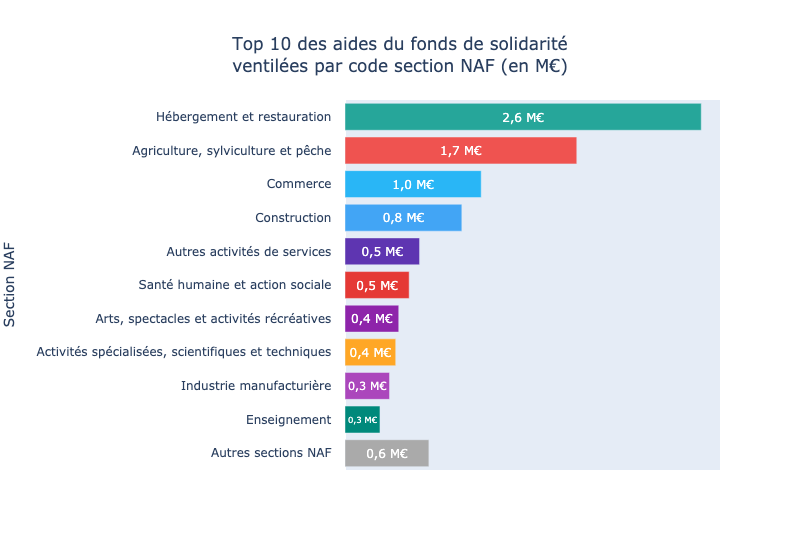 Top 10 des aides du fonds de solidarité
ventilées par code section NAF (en M€)
Section NAF
Hébergement et restauration 2,6 M€
Agriculture, sylviculture et pêche 1,7 M€
Commerce 1,0 M€
Construction 0,8 M€
Autres activités de services 0,5 M€
Santé humaine et action sociale 0,5 M€
Arts, spectacles et activités récréatives 0,4 M€
Activités spécialisées, scientifiques et techniques 0,4 M€
Industrie manufacturière 0,3 M€
Enseignement 0,3 M€
Autres sections NAF 0,6 M€